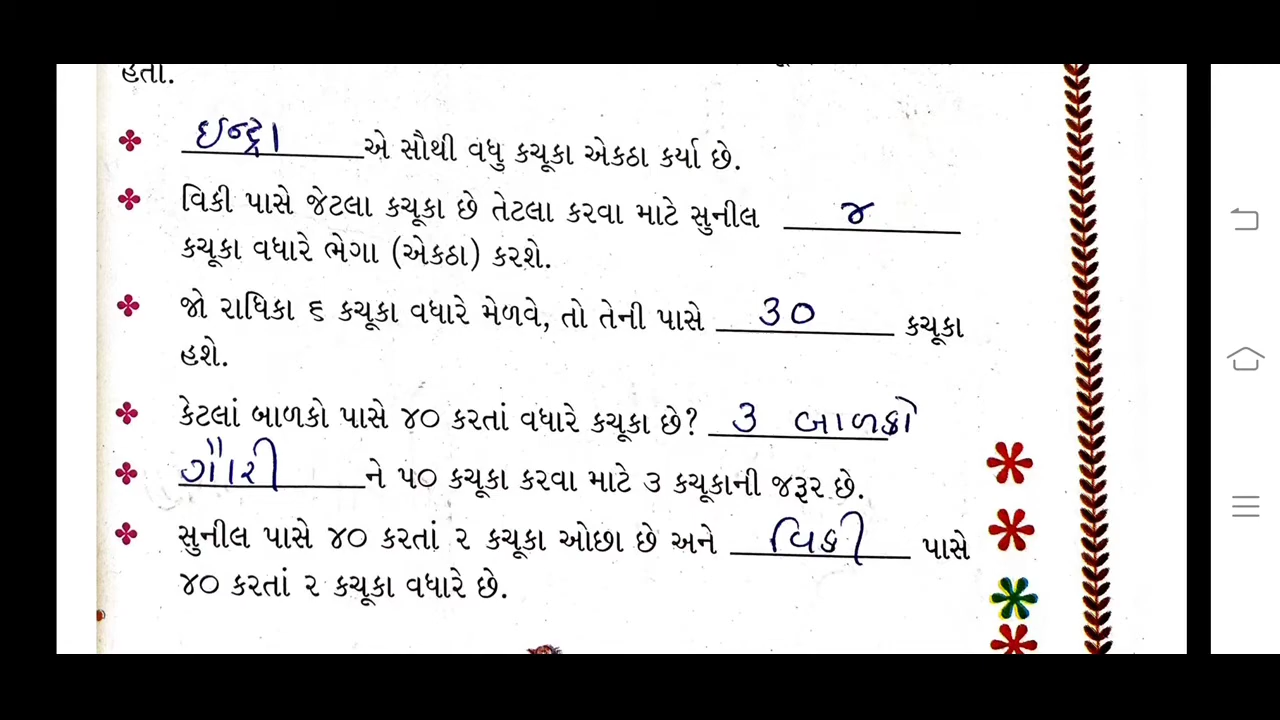 હતા.
ઇન્દ્રા એ સૌથી વધુ કચૂકા એકઠા કર્યા છે.
વિકી પાસે જેટલા કચૂકા છે તેટલા કરવા માટે સુનીલ ૪
કચૂકા વધારે ભેગા (એકઠા) કરશે.
જો રાધિકા ૬ કચૂકા વધારે મેળવે, તો તેની પાસે ૩૦ કચૂકા
હશે.
કેટલાં બાળકો પાસે ૪૦ કરતાં વધારે કચૂકા છે? ૩ બાળકો
ગૌરી ને ૫૦ કચૂકા કરવા માટે ૩ કચૂકાની જરૂર છે.
સુનીલ પાસે ૪૦ કરતાં ૨ કચૂકા ઓછા છે અને વિકી પાસે
૪૦ કરતાં ૨ કચૂકા વધારે છે.